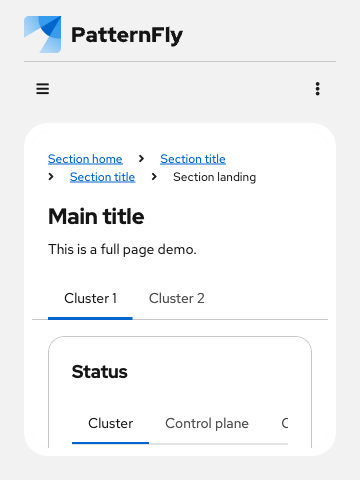 PatternFly
Section home > Section title
> Section title > Section landing
Main title
This is a full page demo.
Cluster 1 Cluster 2
Status
Cluster Control plane